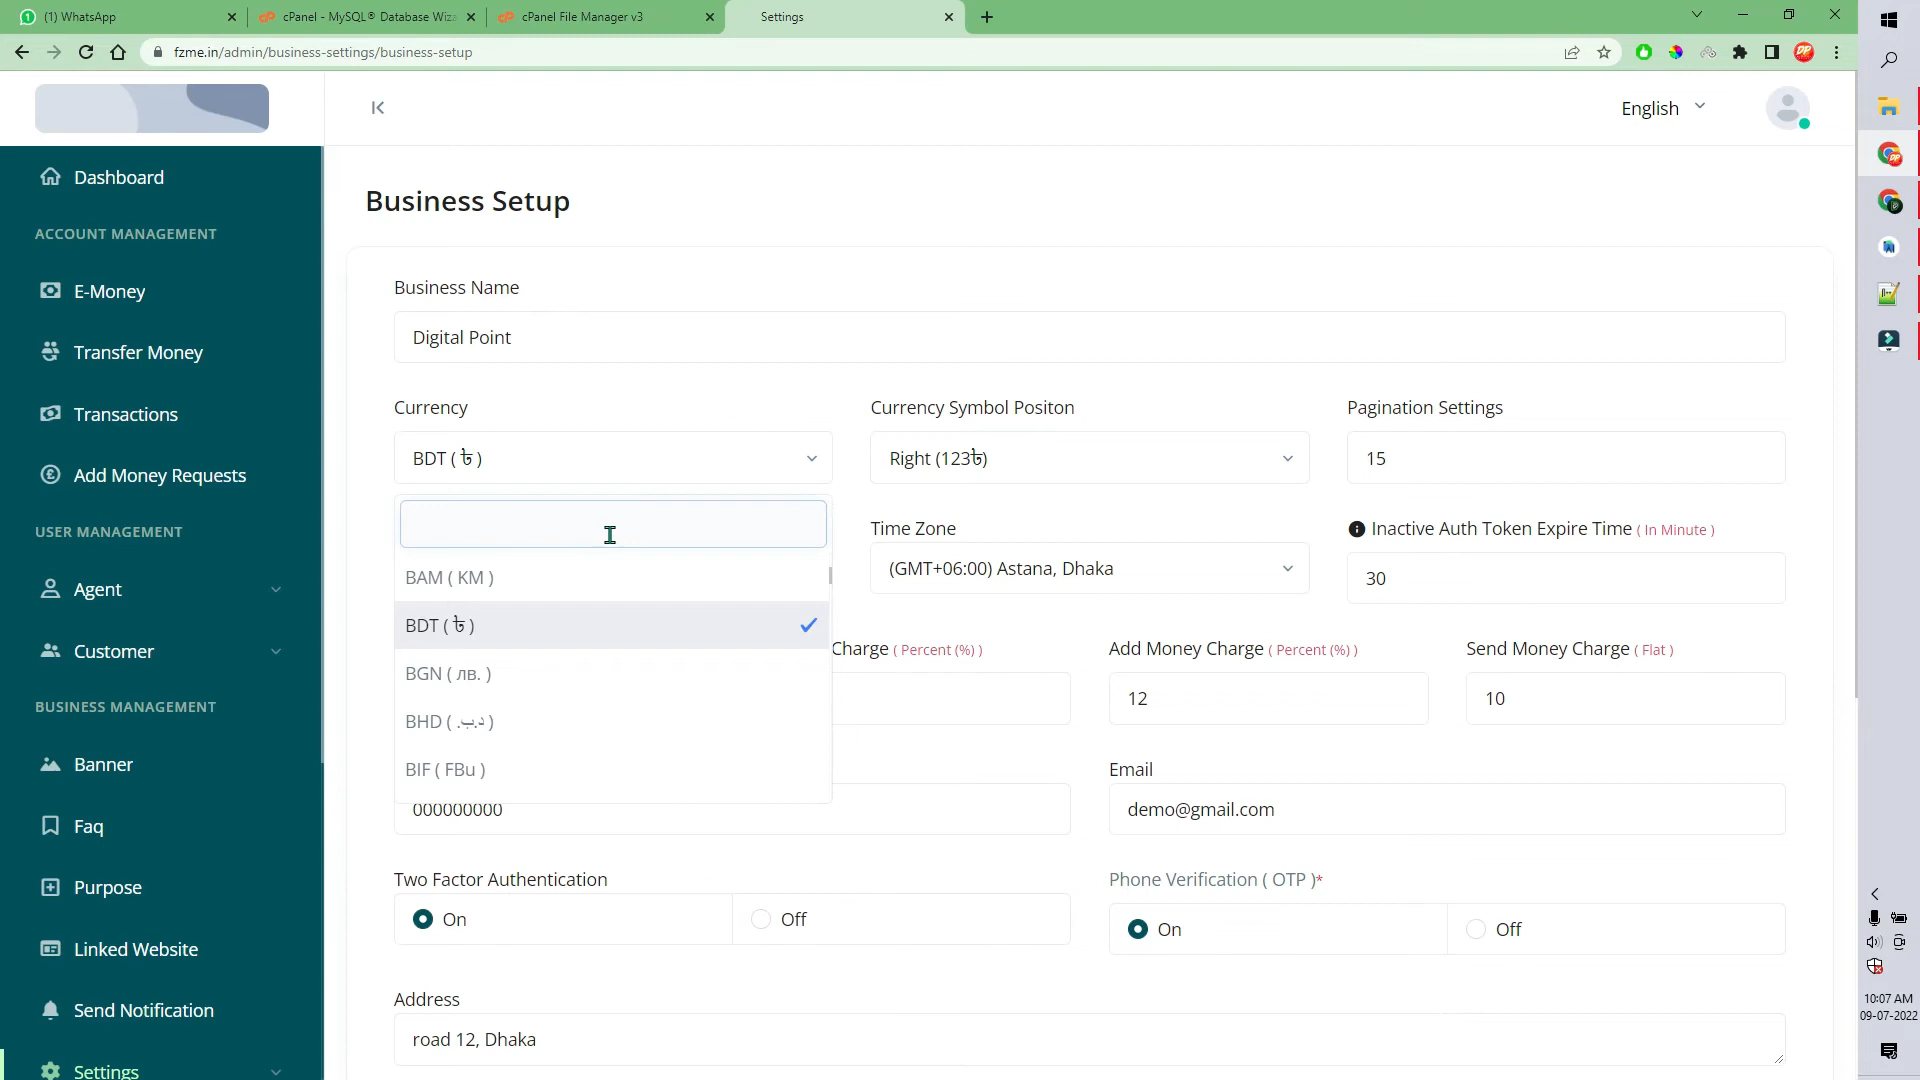 (1) WhatsApp
cPanel - MySQL® Database Wiza
cPanel File Manager v3
Settings
fzme.in/admin/business-settings/business-setup
English
Dashboard
ACCOUNT MANAGEMENT
E-Money
Transfer Money
Transactions
Add Money Requests
USER MANAGEMENT
Agent
Customer
BUSINESS MANAGEMENT
Banner
Faq
Purpose
Linked Website
Send Notification
Settings
Business Setup
Business Name
Digital Point
Currency
Currency Symbol Positon
Pagination Settings
BDT ( ৳ )
Right (123৳)
15
Time Zone
Inactive Auth Token Expire Time ( In Minute )
(GMT+06:00) Astana, Dhaka
30
BAM ( KM )
BDT ( ৳ )
BGN ( лв. )
BHD ( .د.ب )
BIF ( FBu )
Charge ( Percent (%) )
Add Money Charge ( Percent (%) )
Send Money Charge ( Flat )
12
10
Email
000000000
demo@gmail.com
Two Factor Authentication
On
Off
Phone Verification ( OTP )*
On
Off
Address
road 12, Dhaka
10:07 AM
09-07-2022